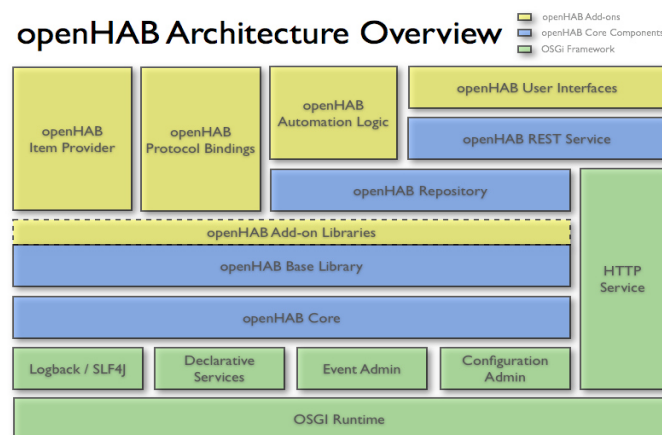 openHAB Architecture Overview
openHAB Add-ons
openHAB Core Components
OSGi Framework
openHAB
Item Provider
openHAB
Protocol Bindings
openHAB
Automation Logic
openHAB User Interfaces
openHAB REST Service
openHAB Repository
openHAB Add-on Libraries
openHAB Base Library
HTTP
Service
openHAB Core
Logback / SLF4J
Declarative
Services
Event Admin
Configuration
Admin
OSGI Runtime